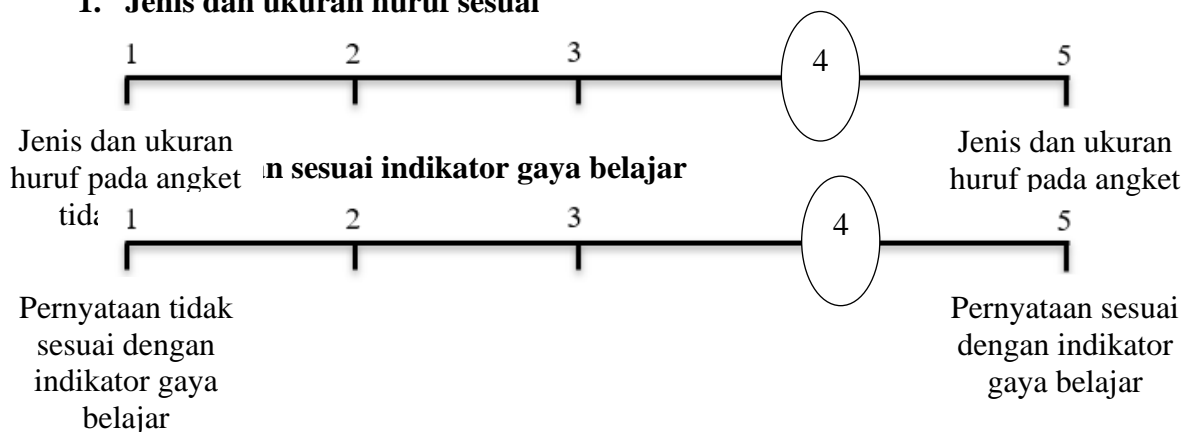 1. Jenis dan ukuran huruf sesuai
1 2 3 4 5
Jenis dan ukuran
huruf pada angket
Jenis dan ukuran
huruf pada angket
sesuai indikator gaya belajar
1 2 3 4 5
Pernyataan tidak
sesuai dengan
indikator gaya
belajar
Pernyataan sesuai
dengan indikator
gaya belajar